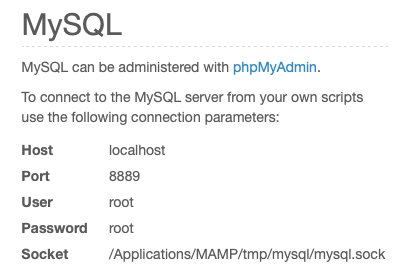 MySQL
MySQL can be administered with phpMyAdmin.
To connect to the MySQL server from your own scripts
use the following connection parameters:
Host localhost
Port 8889
User root
Password root
Socket /Applications/MAMP/tmp/mysql/mysql.sock